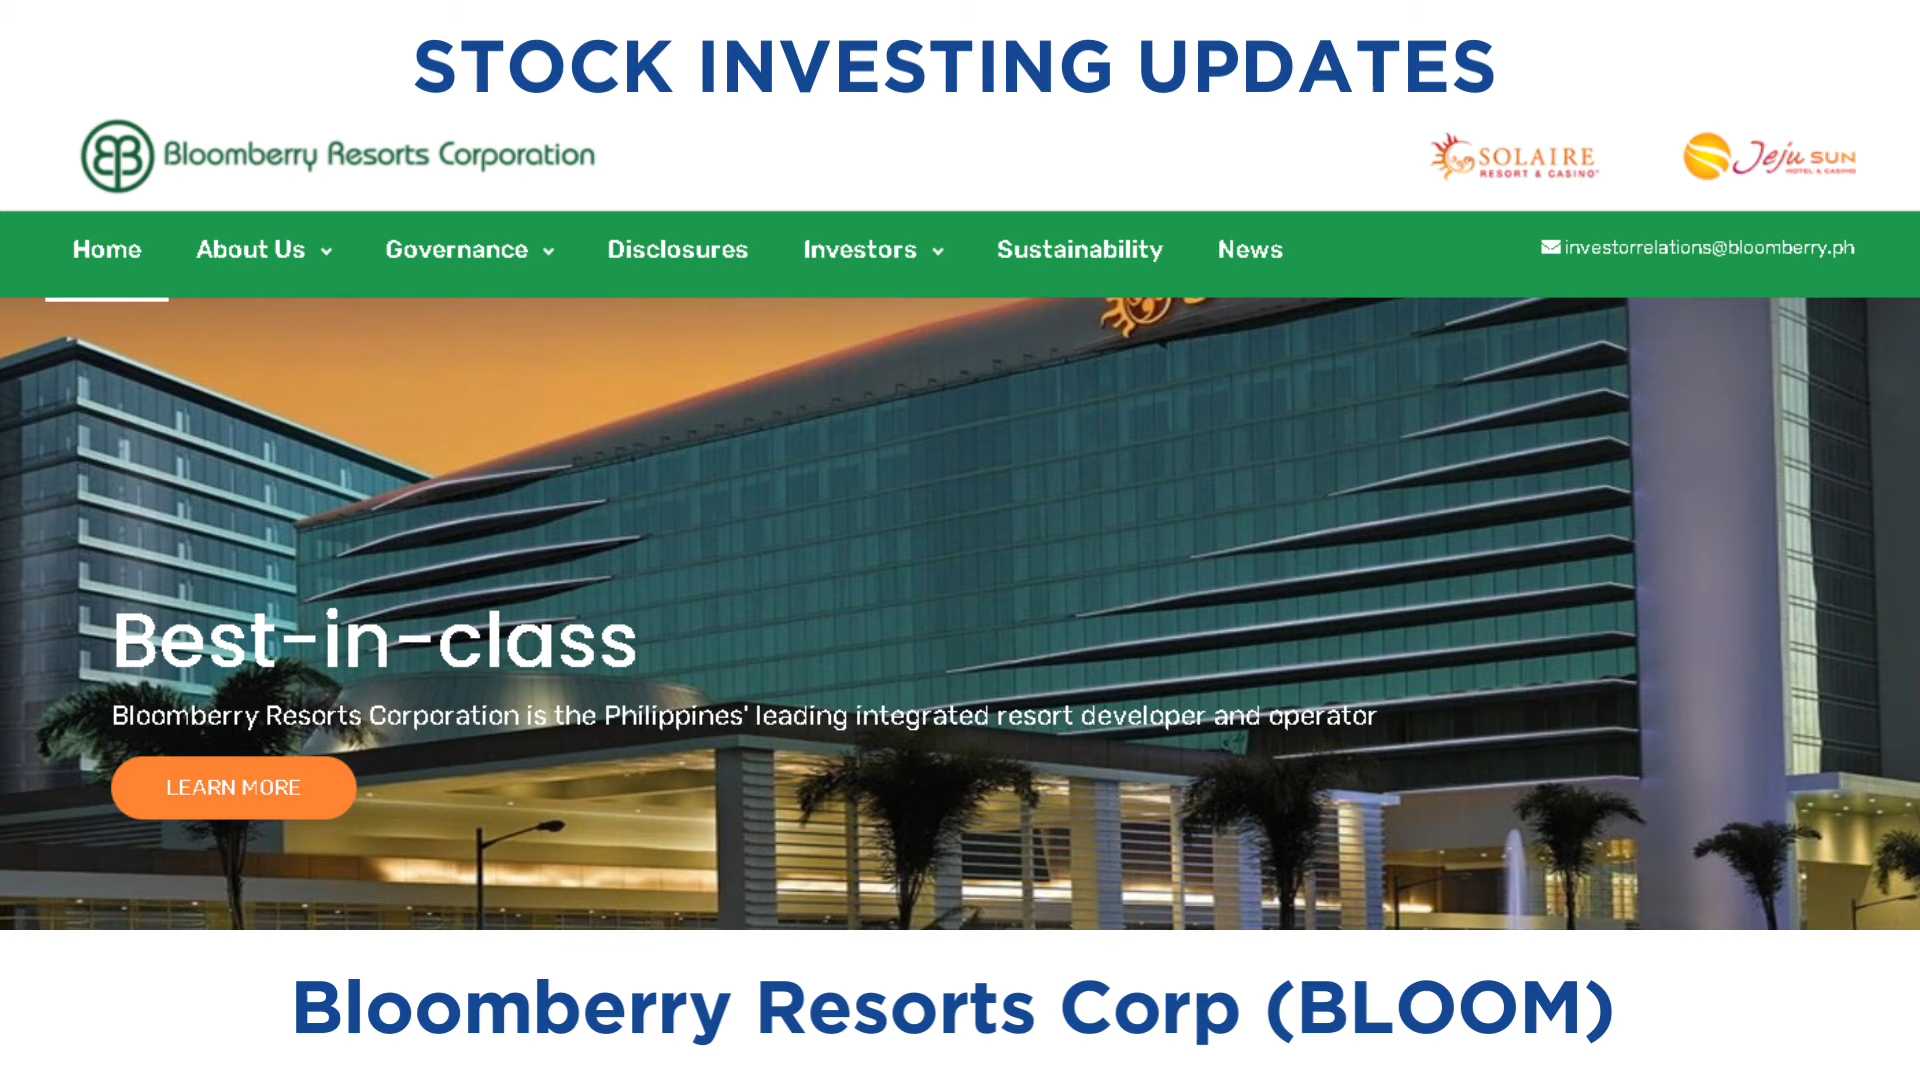 STOCK INVESTING UPDATES
Bloomberry Resorts Corporation
SOLAIRE
RESORT & CASINO
Jeju SUN
HOTEL & CASINO
Home About Us Governance Disclosures Investors Sustainability News investorrelations@bloomberry.ph
Best-in-class
Bloomberry Resorts Corporation is the Philippines' leading integrated resort developer and operator
LEARN MORE
Bloomberry Resorts Corp (BLOOM)